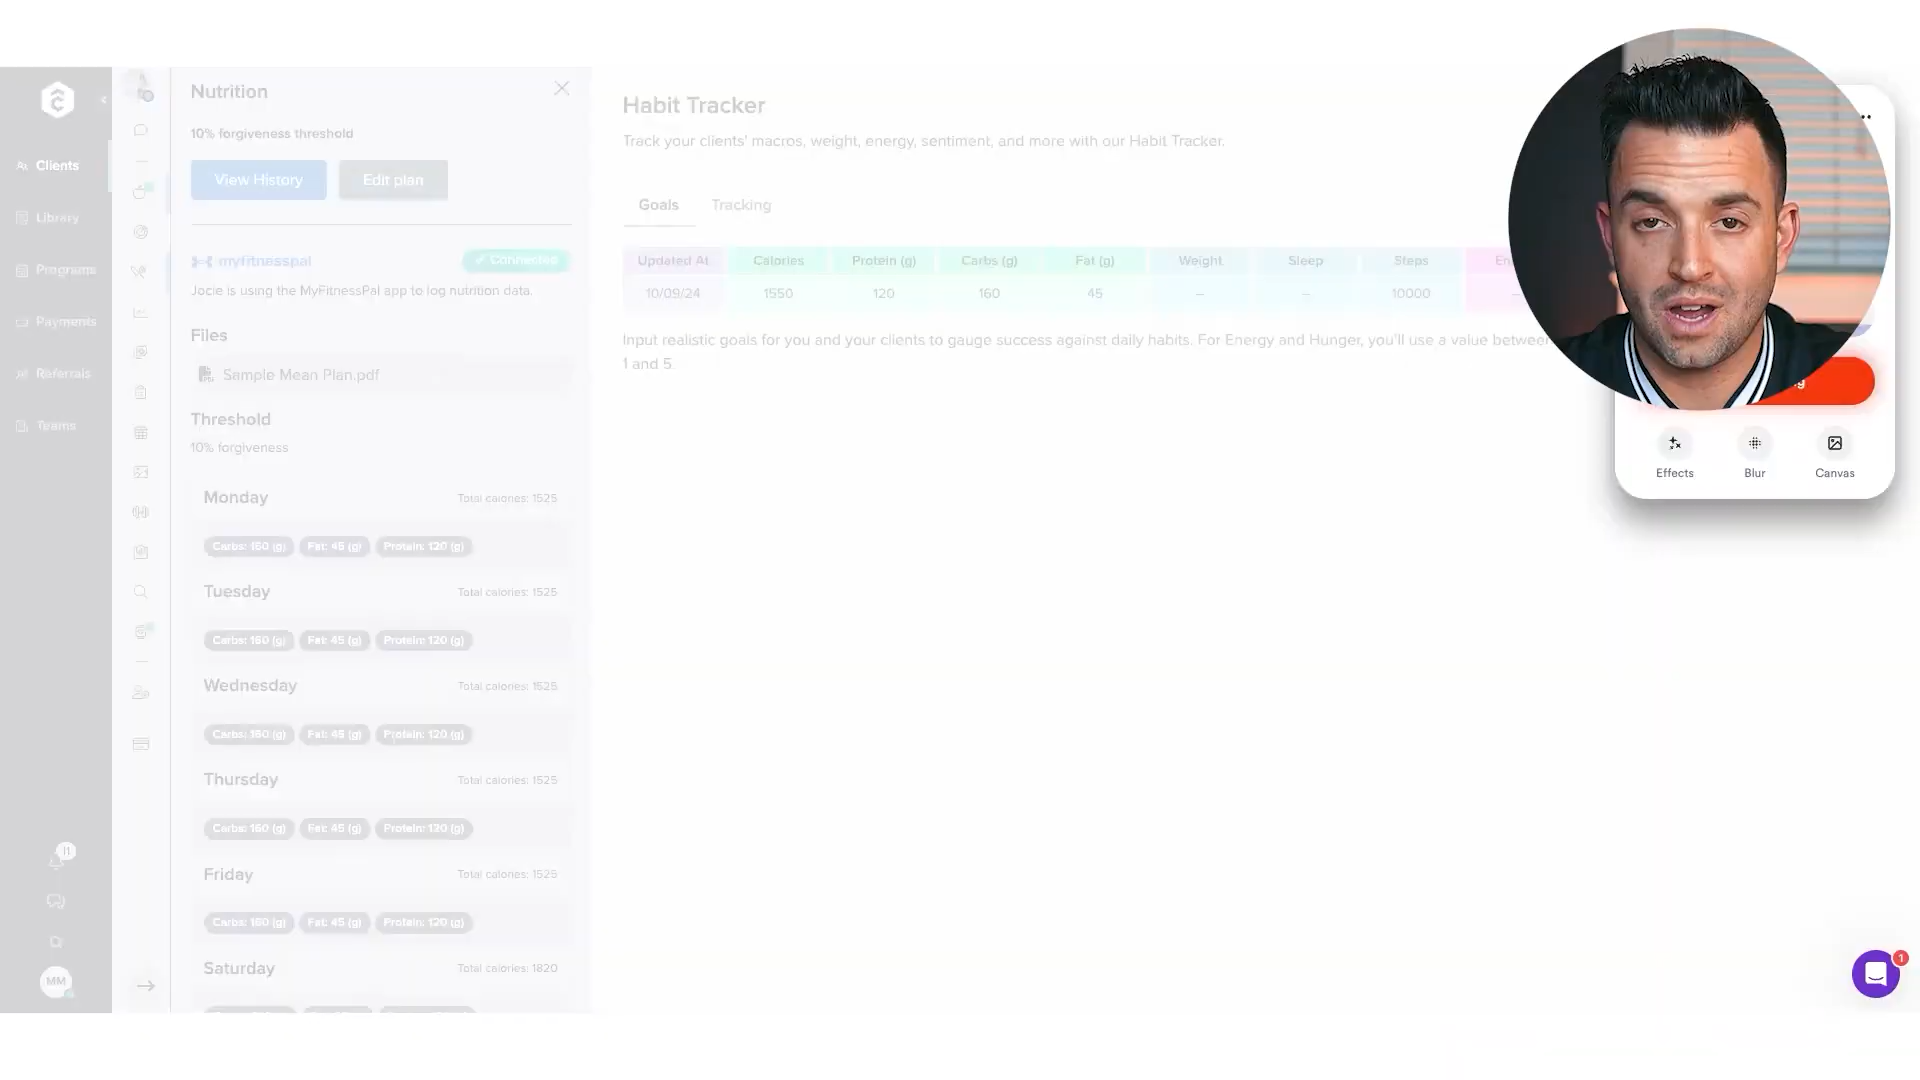 Clients
Library
Programs
Payments
Referrals
Teams
11
MM
Nutrition
10% forgiveness threshold
View History
Edit plan
myfitnesspal
✓ Connected
Jocie is using the MyFitnessPal app to log nutrition data.
Files
Sample Mean Plan.pdf
Threshold
10% forgiveness
Monday
Total calories: 1525
Carbs: 160 (g) Fat: 45 (g) Protein: 120 (g)
Tuesday
Total calories: 1525
Carbs: 160 (g) Fat: 45 (g) Protein: 120 (g)
Wednesday
Total calories: 1525
Carbs: 160 (g) Fat: 45 (g) Protein: 120 (g)
Thursday
Total calories: 1525
Carbs: 160 (g) Fat: 45 (g) Protein: 120 (g)
Friday
Total calories: 1525
Carbs: 160 (g) Fat: 45 (g) Protein: 120 (g)
Saturday
Total calories: 1820
Habit Tracker
Track your clients' macros, weight, energy, sentiment, and more with our Habit Tracker.
Goals Tracking
Updated At Calories Protein (g) Carbs (g) Fat (g) Weight Sleep Steps
10/09/24 1550 120 160 45 – – 10000 –
Input realistic goals for you and your clients to gauge success against daily habits. For Energy and Hunger, you'll use a value between
1 and 5.
Effects Blur Canvas
1